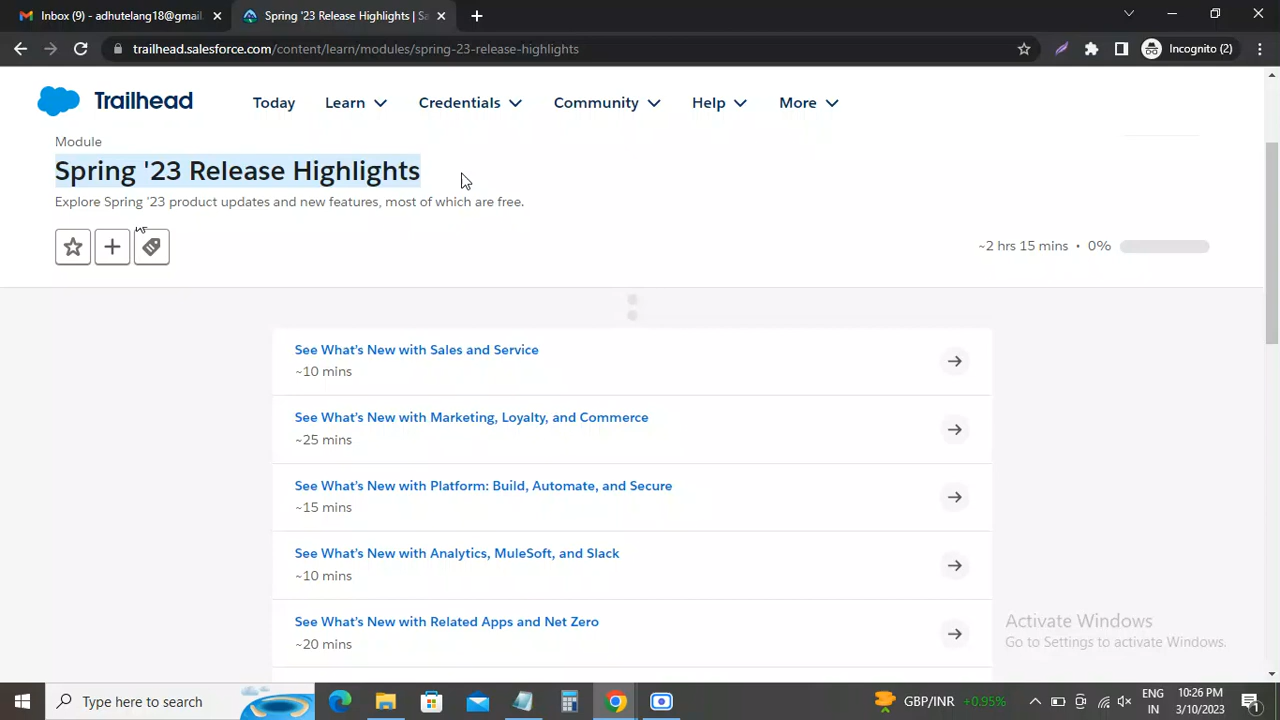 Inbox (9) - adhutelang18@gmail.
Spring '23 Release Highlights | Sa
trailhead.salesforce.com/content/learn/modules/spring-23-release-highlights
Incognito (2)
Trailhead
Today
Learn
Credentials
Community
Help
More
Module
Spring '23 Release Highlights
Explore Spring '23 product updates and new features, most of which are free.
~2 hrs 15 mins • 0%
See What's New with Sales and Service
~10 mins
See What's New with Marketing, Loyalty, and Commerce
~25 mins
See What's New with Platform: Build, Automate, and Secure
~15 mins
See What's New with Analytics, MuleSoft, and Slack
~10 mins
See What's New with Related Apps and Net Zero
~20 mins
Activate Windows
Go to Settings to activate Windows.
Type here to search
GBP/INR +0.95%
ENG
IN
10:26 PM
3/10/2023
1